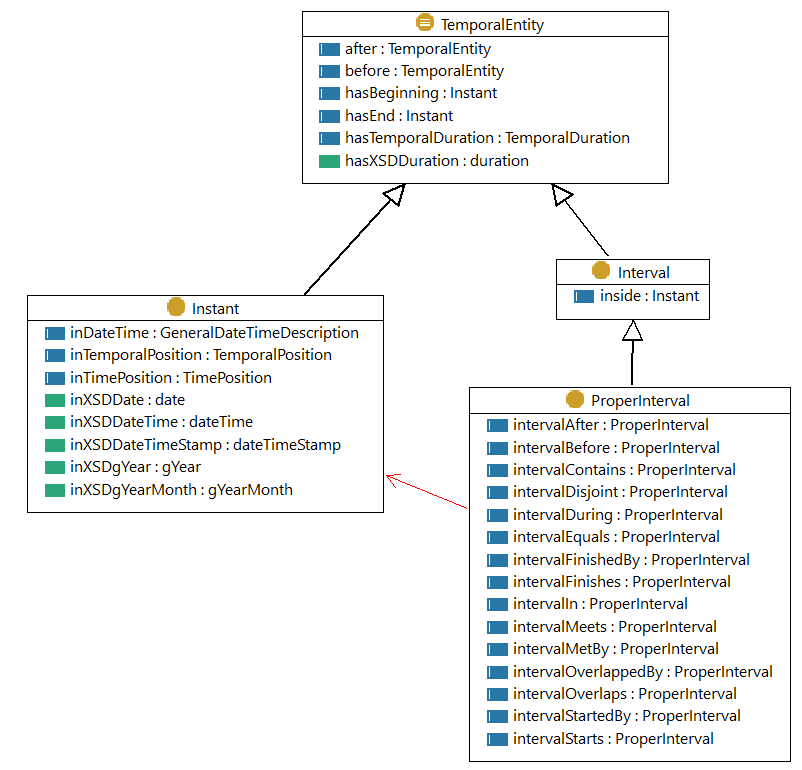 TemporalEntity
after : TemporalEntity
before : TemporalEntity
hasBeginning : Instant
hasEnd : Instant
hasTemporalDuration : TemporalDuration
hasXSDDuration : duration
Interval
inside : Instant
Instant
inDateTime : GeneralDateTimeDescription
inTemporalPosition : TemporalPosition
inTimePosition : TimePosition
inXSDDate : date
inXSDDateTime : dateTime
inXSDDateTimeStamp : dateTimeStamp
inXSDgYear : gYear
inXSDgYearMonth : gYearMonth
ProperInterval
intervalAfter : ProperInterval
intervalBefore : ProperInterval
intervalContains : ProperInterval
intervalDisjoint : ProperInterval
intervalDuring : ProperInterval
intervalEquals : ProperInterval
intervalFinishedBy : ProperInterval
intervalFinishes : ProperInterval
intervalIn : ProperInterval
intervalMeets : ProperInterval
intervalMetBy : ProperInterval
intervalOverlappedBy : ProperInterval
intervalOverlaps : ProperInterval
intervalStartedBy : ProperInterval
intervalStarts : ProperInterval